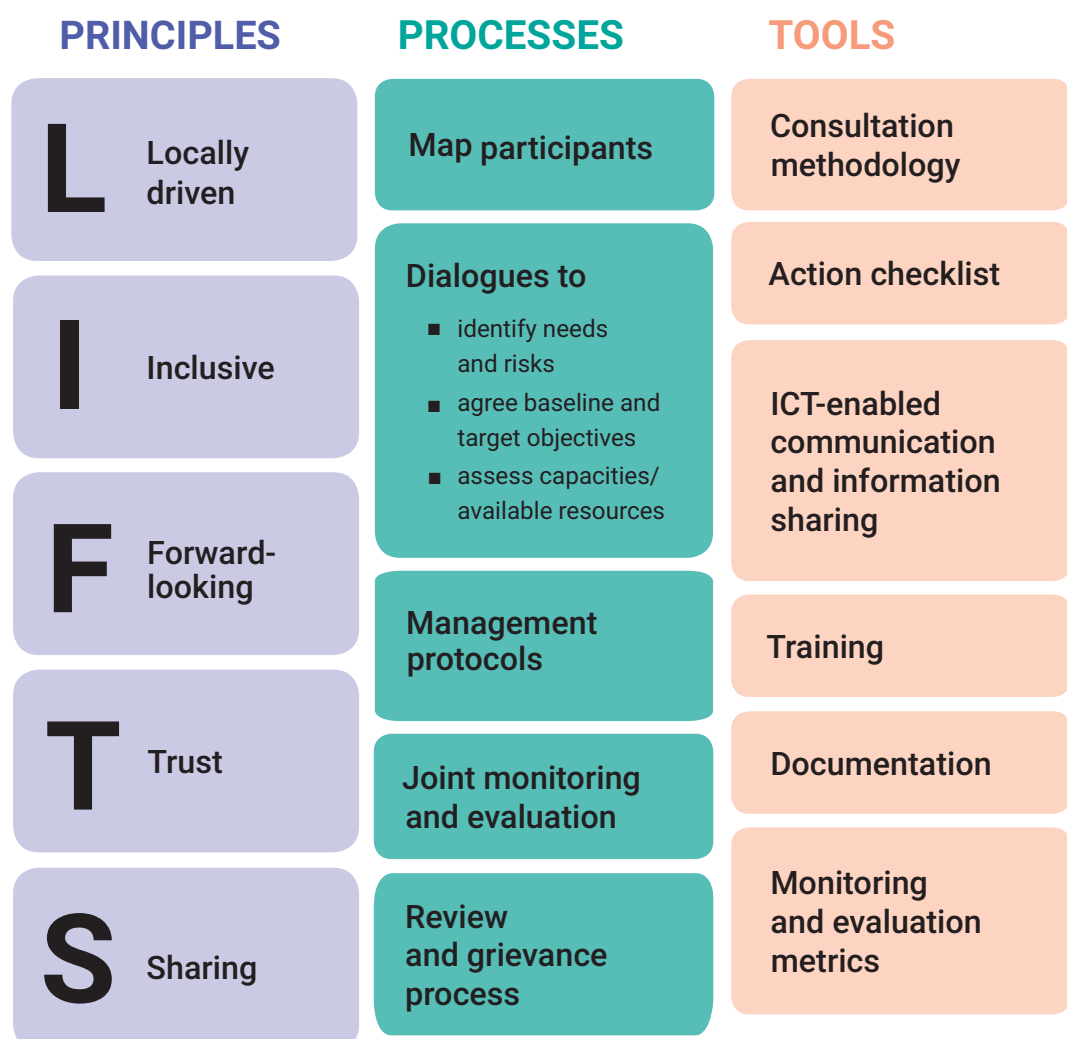 PRINCIPLES
L
Locally
driven
I
Inclusive
F
Forward-
looking
T
Trust
S
Sharing
PROCESSES
Map participants
Dialogues to
■ identify needs
and risks
■ agree baseline and
target objectives
■ assess capacities/
available resources
Management
protocols
Joint monitoring
and evaluation
Review
and grievance
process
TOOLS
Consultation
methodology
Action checklist
ICT-enabled
communication
and information
sharing
Training
Documentation
Monitoring
and evaluation
metrics